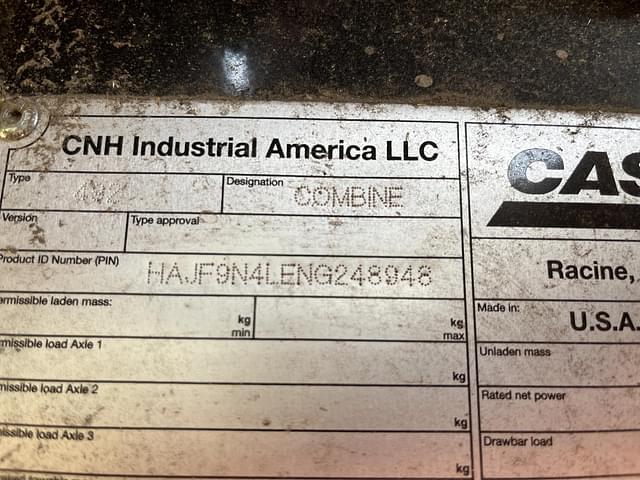 CNH Industrial America LLC
CAS
Type
Designation
COMBINE
Version
Type approval
Product ID Number (PIN)
HAJF9N4LENG248948
Racine,
ermissible laden mass:
kg
min
kg
max
Made in:
U.S.A.
missible load Axle 1
kg
Unladen mass
missible load Axle 2
kg
Rated net power
missible load Axle 3
kg
Drawbar load